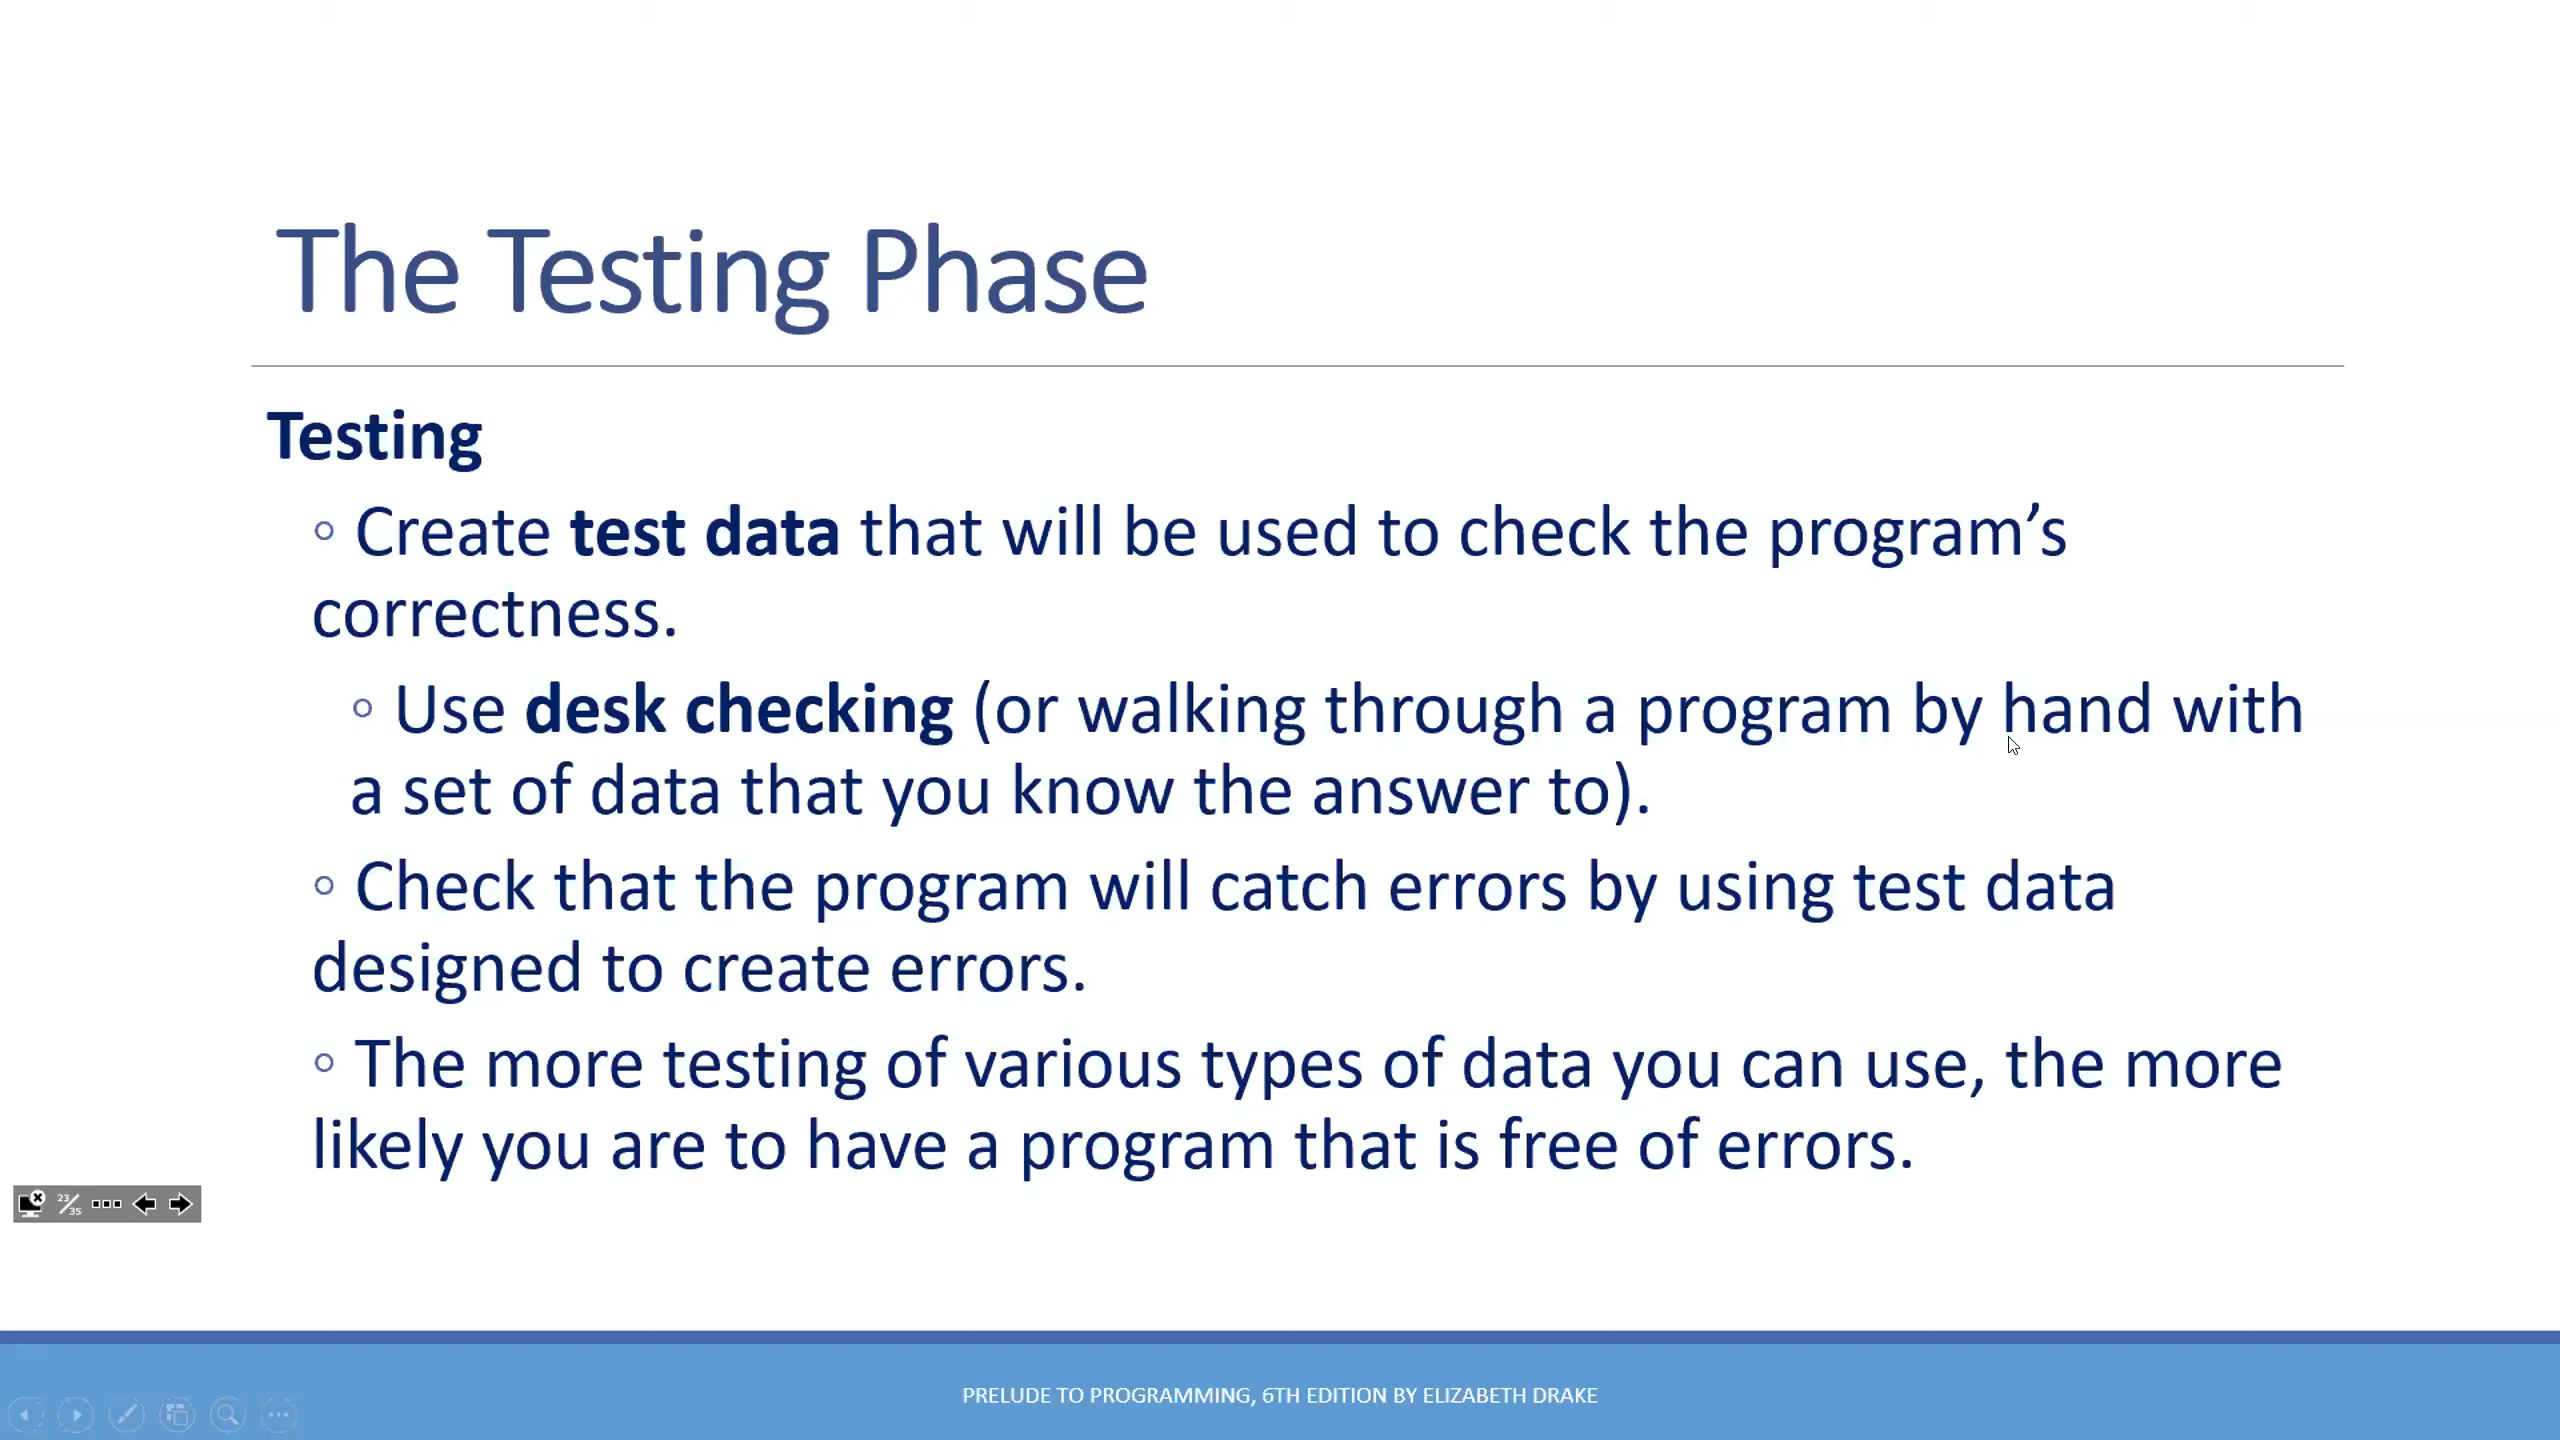 The Testing Phase
Testing
◦ Create test data that will be used to check the program’s
correctness.
◦ Use desk checking (or walking through a program by hand with
a set of data that you know the answer to).
◦ Check that the program will catch errors by using test data
designed to create errors.
◦ The more testing of various types of data you can use, the more
likely you are to have a program that is free of errors.
23/35
PRELUDE TO PROGRAMMING, 6TH EDITION BY ELIZABETH DRAKE